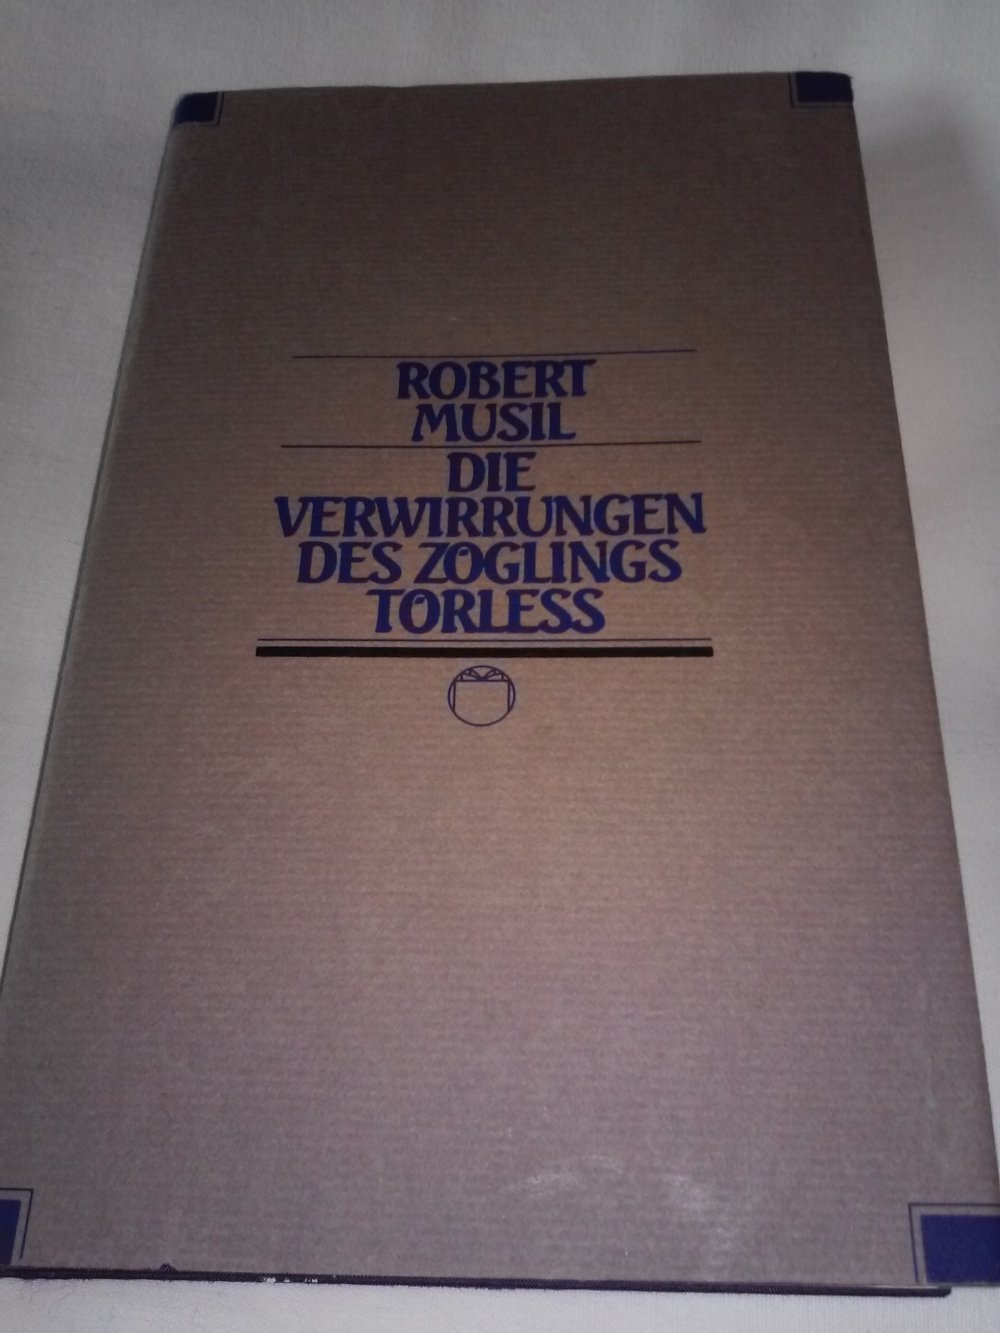 ROBERT
MUSIL
DIE
VERWIRRUNGEN
DES ZÖGLINGS
TÖRLESS